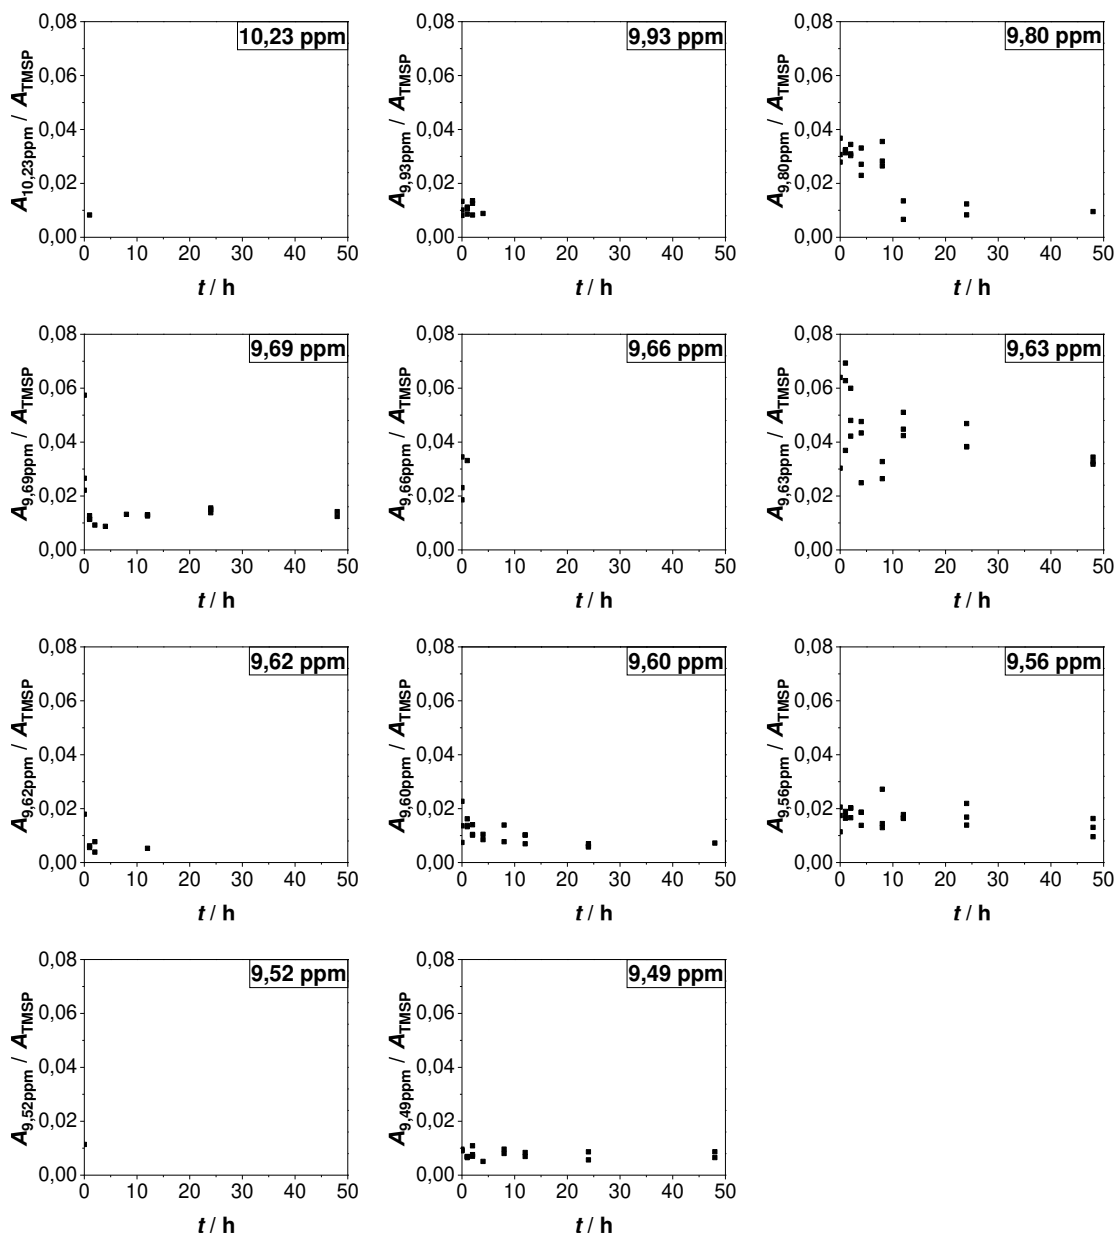 10,23 ppm
A10,23ppm / ATMSP
0,08
0,06
0,04
0,02
0,00
0 10 20 30 40 50
t / h
9,93 ppm
A9,93ppm / ATMSP
0,08
0,06
0,04
0,02
0,00
0 10 20 30 40 50
t / h
9,80 ppm
A9,80ppm / ATMSP
0,08
0,06
0,04
0,02
0,00
0 10 20 30 40 50
t / h
9,69 ppm
A9,69ppm / ATMSP
0,08
0,06
0,04
0,02
0,00
0 10 20 30 40 50
t / h
9,66 ppm
A9,66ppm / ATMSP
0,08
0,06
0,04
0,02
0,00
0 10 20 30 40 50
t / h
9,63 ppm
A9,63ppm / ATMSP
0,08
0,06
0,04
0,02
0,00
0 10 20 30 40 50
t / h
9,62 ppm
A9,62ppm / ATMSP
0,08
0,06
0,04
0,02
0,00
0 10 20 30 40 50
t / h
9,60 ppm
A9,60ppm / ATMSP
0,08
0,06
0,04
0,02
0,00
0 10 20 30 40 50
t / h
9,56 ppm
A9,56ppm / ATMSP
0,08
0,06
0,04
0,02
0,00
0 10 20 30 40 50
t / h
9,52 ppm
A9,52ppm / ATMSP
0,08
0,06
0,04
0,02
0,00
0 10 20 30 40 50
t / h
9,49 ppm
A9,49ppm / ATMSP
0,08
0,06
0,04
0,02
0,00
0 10 20 30 40 50
t / h